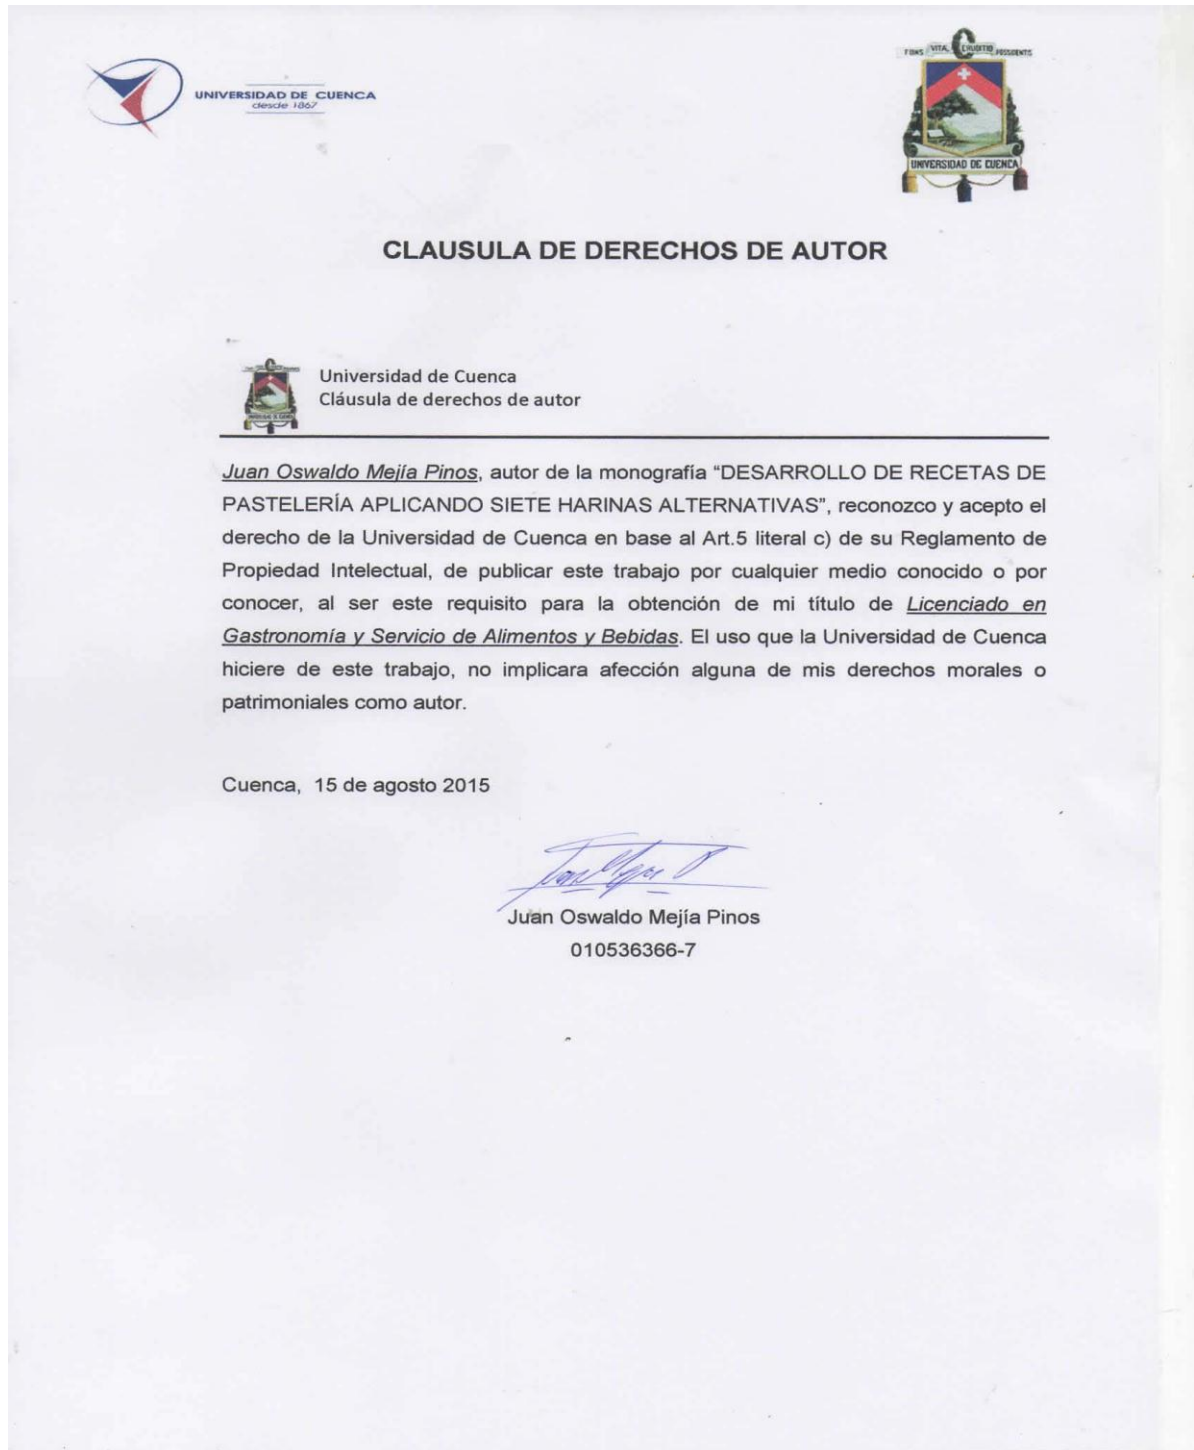 UNIVERSIDAD DE CUENCA
desde 1867
FONS VITA ERUDITIO POSSIDENTIS
UNIVERSIDAD DE CUENCA
CLAUSULA DE DERECHOS DE AUTOR
Universidad de Cuenca
Cláusula de derechos de autor
Juan Oswaldo Mejía Pinos, autor de la monografía “DESARROLLO DE RECETAS DE
PASTELERÍA APLICANDO SIETE HARINAS ALTERNATIVAS”, reconozco y acepto el
derecho de la Universidad de Cuenca en base al Art.5 literal c) de su Reglamento de
Propiedad Intelectual, de publicar este trabajo por cualquier medio conocido o por
conocer, al ser este requisito para la obtención de mi título de Licenciado en
Gastronomía y Servicio de Alimentos y Bebidas. El uso que la Universidad de Cuenca
hiciere de este trabajo, no implicara afección alguna de mis derechos morales o
patrimoniales como autor.
Cuenca, 15 de agosto 2015
Juan Oswaldo Mejía Pinos
010536366-7